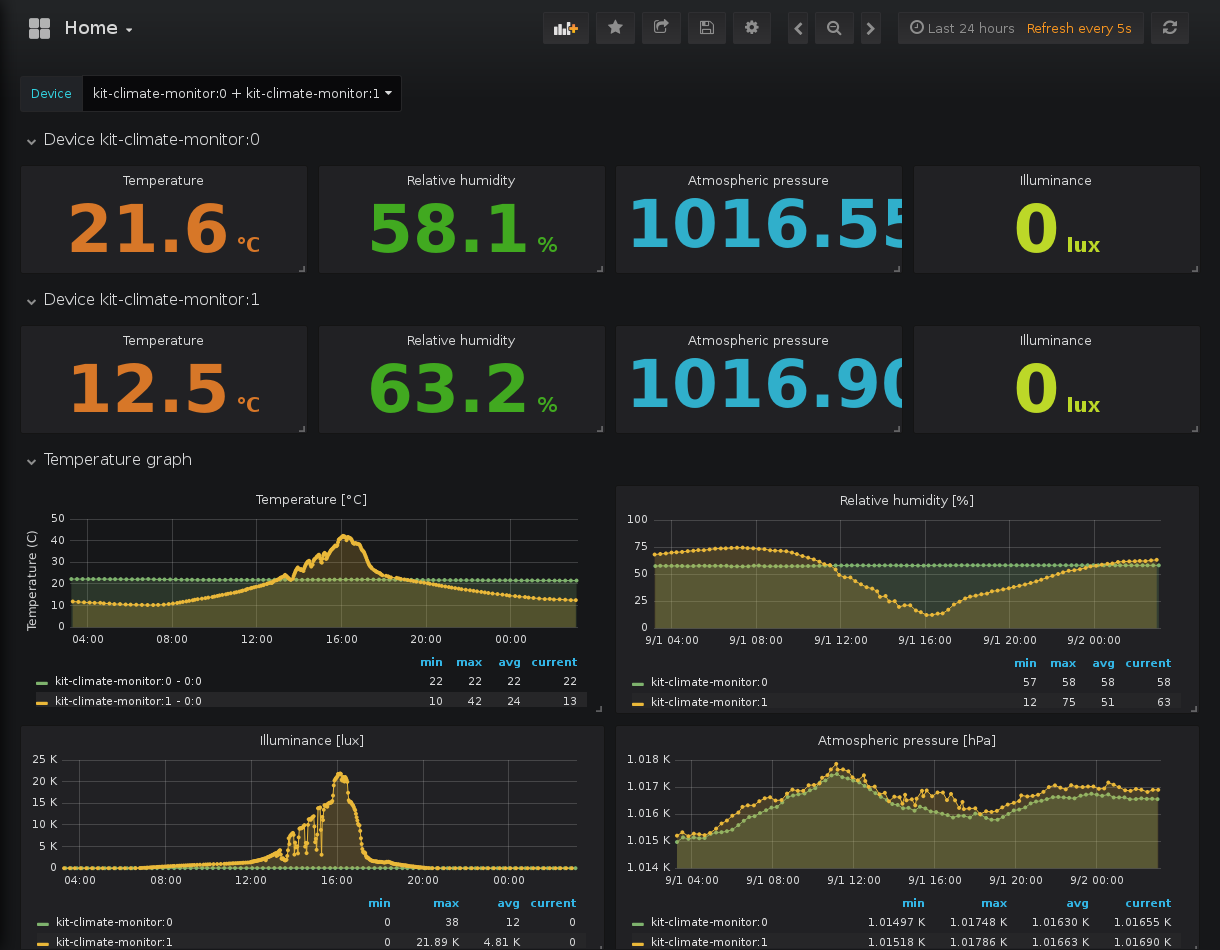 Home
Last 24 hours Refresh every 5s
Device kit-climate-monitor:0 + kit-climate-monitor:1
Device kit-climate-monitor:0
Temperature Relative humidity Atmospheric pressure Illuminance
21.6 °C 58.1 % 1016.55 0 lux
Device kit-climate-monitor:1
Temperature Relative humidity Atmospheric pressure Illuminance
12.5 °C 63.2 % 1016.90 0 lux
Temperature graph
Temperature [°C]
Temperature (C)
50
40
30
20
10
0
04:00 08:00 12:00 16:00 20:00 00:00
min max avg current
kit-climate-monitor:0 - 0:0 22 22 22 22
kit-climate-monitor:1 - 0:0 10 42 24 13
Relative humidity [%]
100
75
50
25
0
9/1 04:00 9/1 08:00 9/1 12:00 9/1 16:00 9/1 20:00 9/2 00:00
min max avg current
kit-climate-monitor:0 57 58 58 58
kit-climate-monitor:1 12 75 51 63
Illuminance [lux]
25 K
20 K
15 K
10 K
5 K
0
04:00 08:00 12:00 16:00 20:00 00:00
min max avg current
kit-climate-monitor:0 0 38 12 0
kit-climate-monitor:1 0 21.89 K 4.81 K 0
Atmospheric pressure [hPa]
1.018 K
1.017 K
1.016 K
1.015 K
1.014 K
9/1 04:00 9/1 08:00 9/1 12:00 9/1 16:00 9/1 20:00 9/2 00:00
min max avg current
kit-climate-monitor:0 1.01497 K 1.01748 K 1.01630 K 1.01655 K
kit-climate-monitor:1 1.01518 K 1.01786 K 1.01663 K 1.01690 K